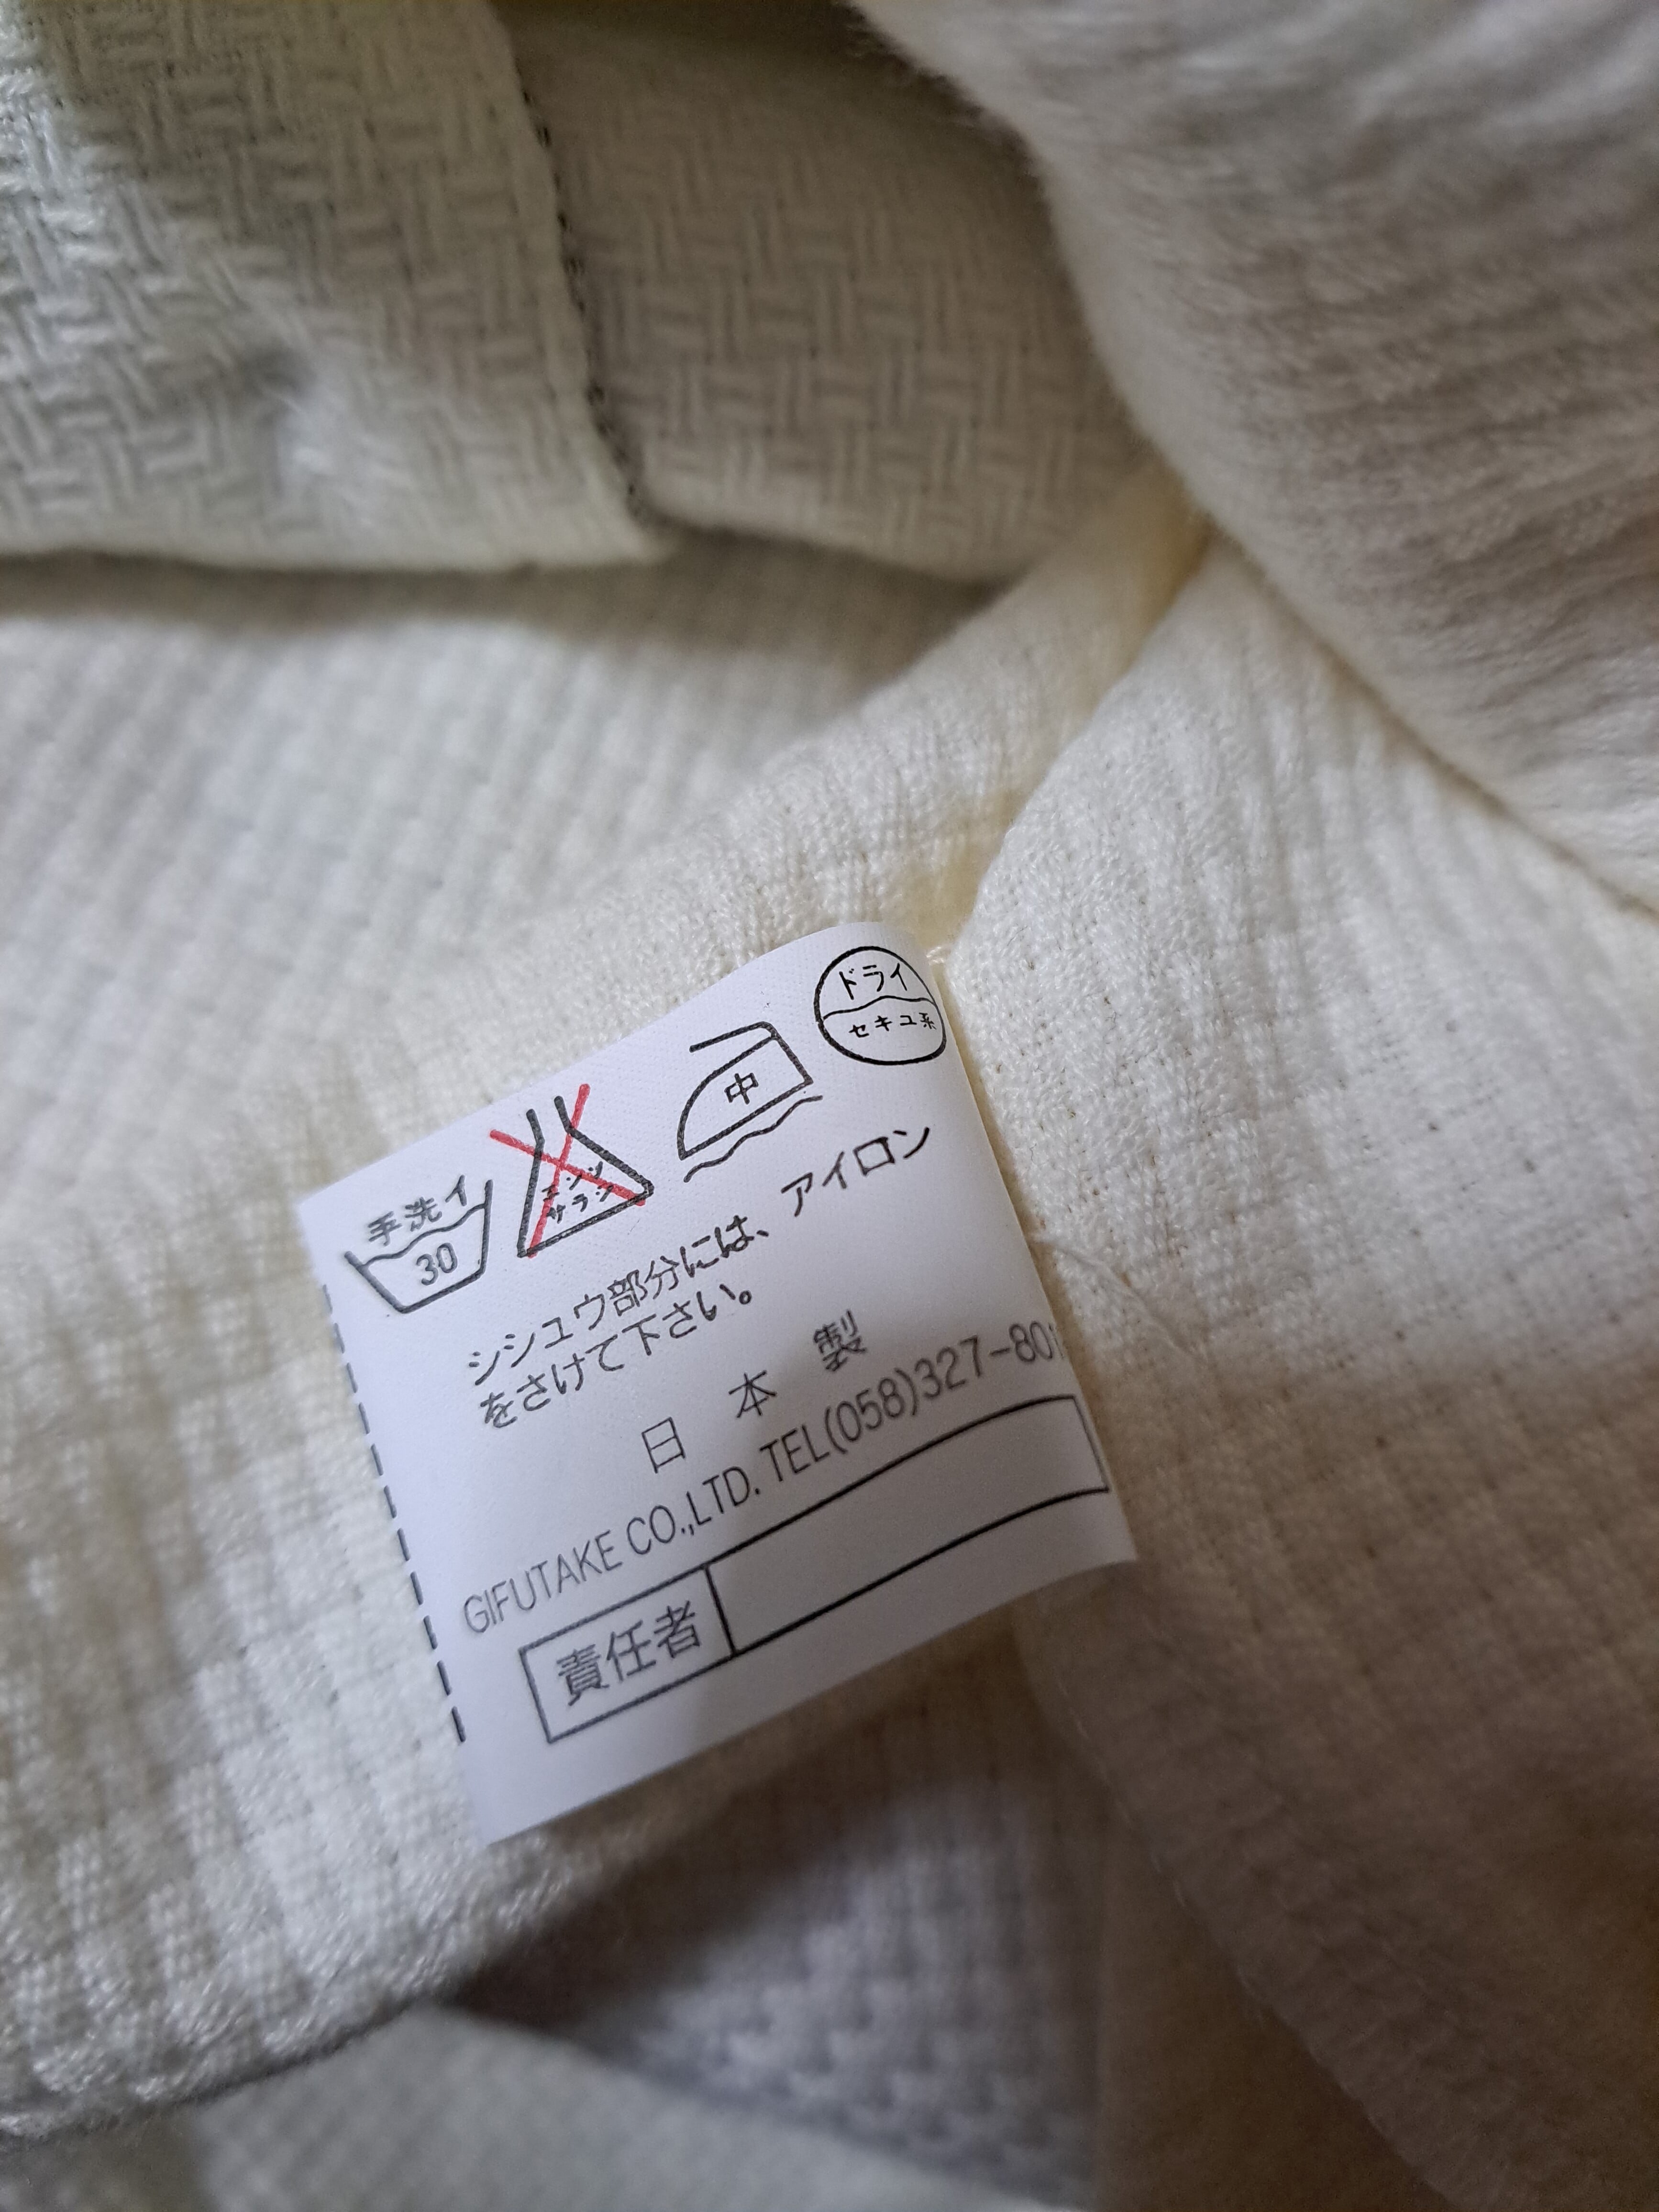 手洗イ
30
エンソ
サラシ
中
ドライ
セキユ系
シシュウ部分には、アイロン
をさけて下さい。
日本製
GIFUTAKE CO.,LTD. TEL(058)327-80
責任者